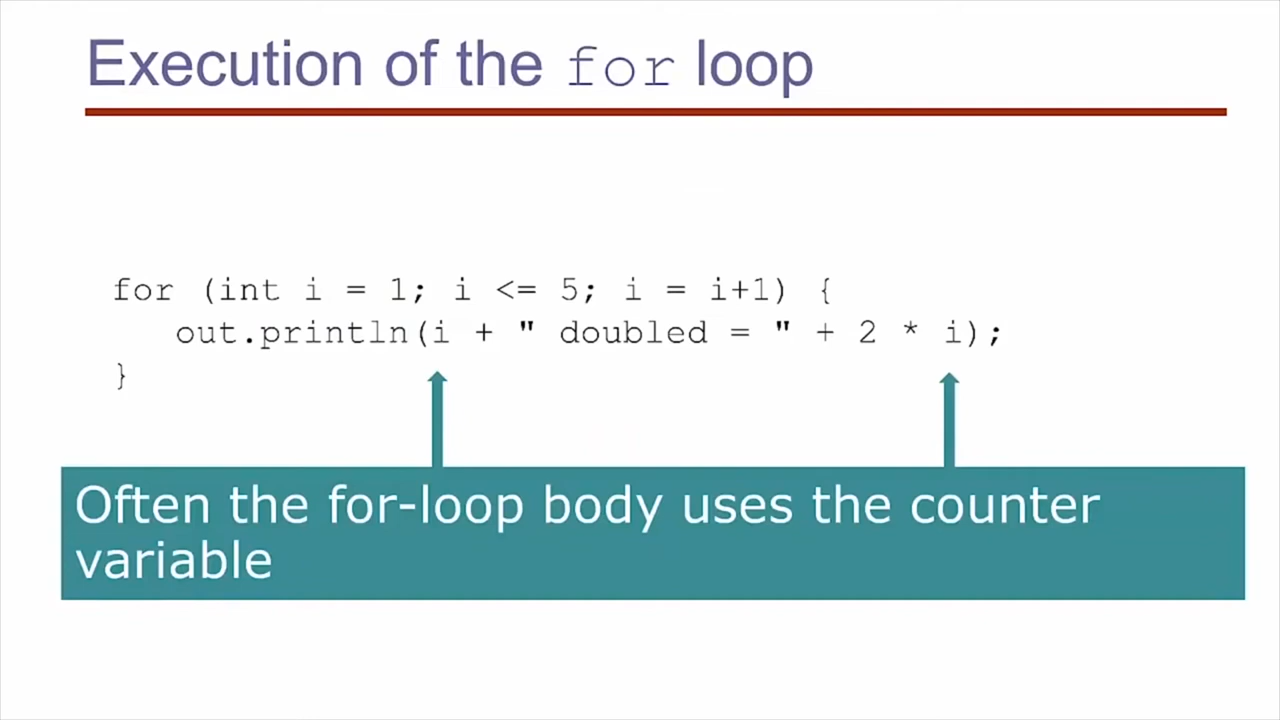 Execution of the for loop
for (int i = 1; i <= 5; i = i+1) {
out.println(i + " doubled = " + 2 * i);
}
Often the for-loop body uses the counter
variable